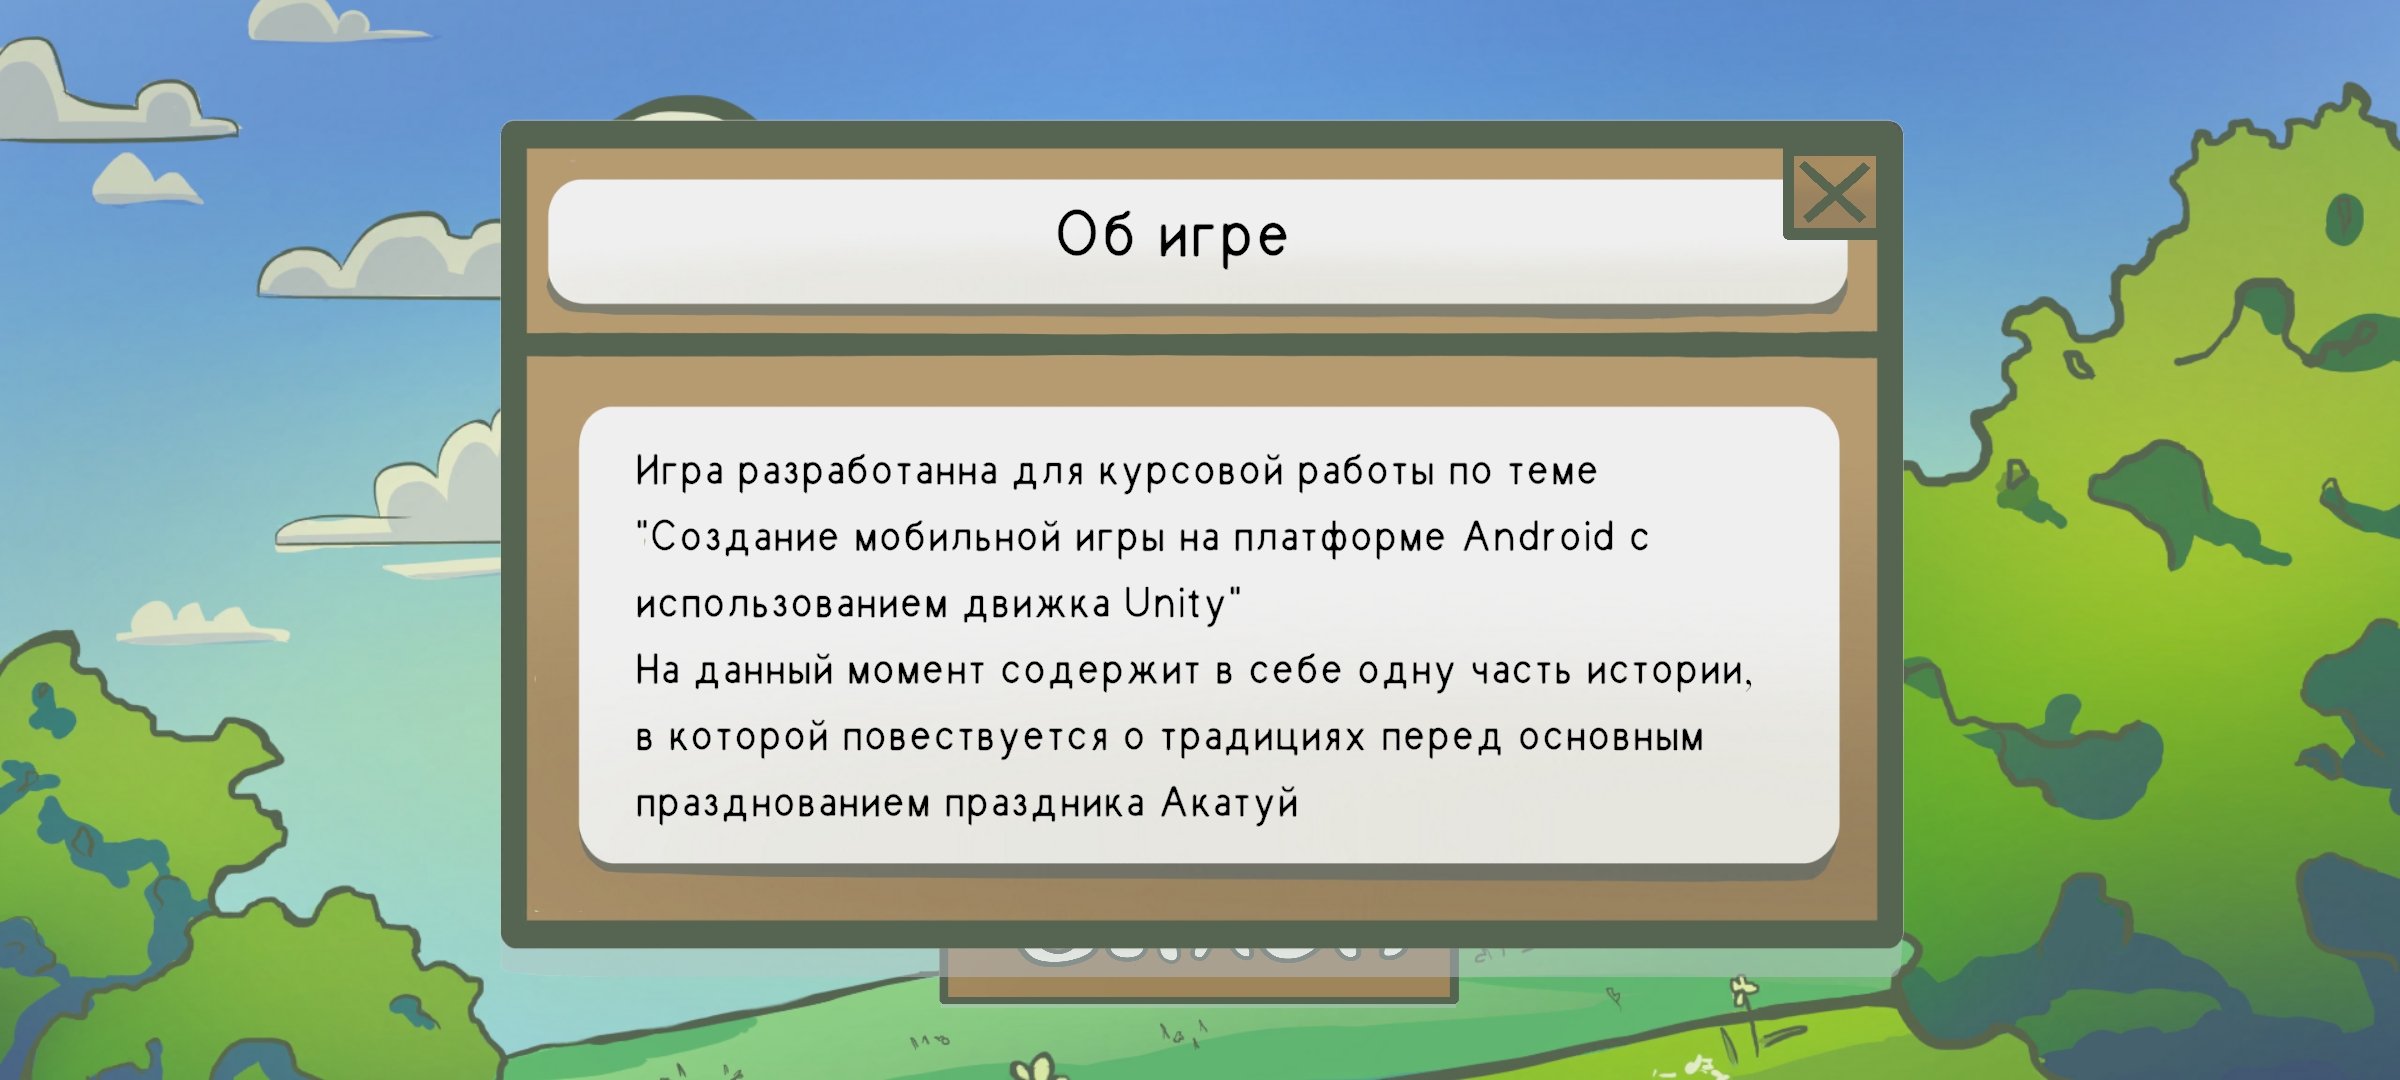 Об игре
Игра разработанна для курсовой работы по теме
"Создание мобильной игры на платформе Android с
использованием движка Unity"
На данный момент содержит в себе одну часть истории,
в которой повествуется о традициях перед основным
празднованием праздника Акатуй